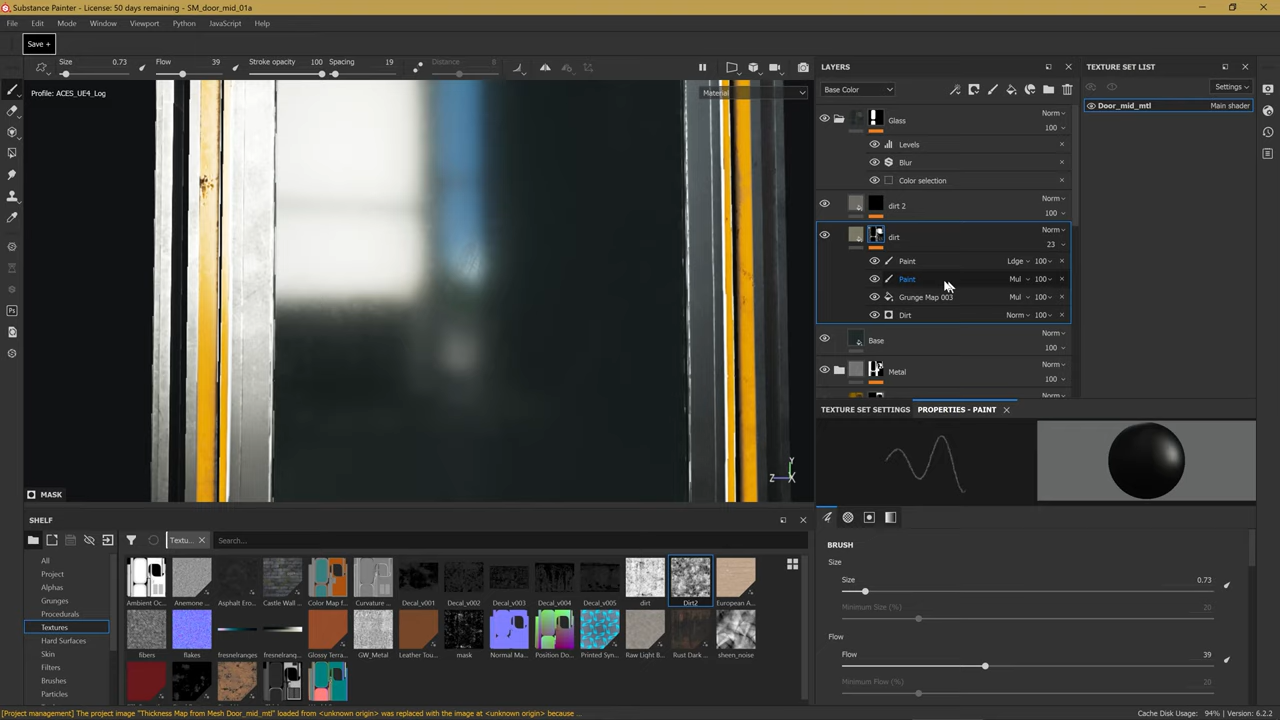 Substance Painter - License: 50 days remaining - SM_door_mid_01a
File Edit Mode Window Viewport Python JavaScript Help
Save +
Size 0.73 Flow 39 Stroke opacity 100 Spacing 19 Distance 8
Profile: ACES_UE4_Log
Material
MASK
Y
Z X
LAYERS
Base Color
Glass Norm 100
Levels
Blur
Color selection
dirt 2 Norm 100
dirt Norm 23
Paint Ldge 100
Paint Mul 100
Grunge Map 003 Mul 100
Dirt Norm 100
Base Norm 100
Metal Norm 100
Norm
TEXTURE SET LIST
Settings
Door_mid_mtl Main shader
TEXTURE SET SETTINGS PROPERTIES - PAINT
BRUSH
Size
Size 0.73
Minimum Size (%) 20
Flow
Flow 39
Minimum Flow (%) 20
SHELF
Textu... Search...
All
Project
Alphas
Grunges
Procedurals
Textures
Hard Surfaces
Skin
Filters
Brushes
Particles
Ambient Oc... Anemone ... Asphalt Ero... Castle Wall ... Color Map f... Curvature ... Decal_v001 Decal_v002 Decal_v003 Decal_v004 Decal_v005 dirt Dirt2 European A...
fibers flakes fresnelranges fresnelranges Glossy Terra... GW_Metal Leather Tou... mask Normal Ma... Position Do... Printed Syn... Raw Light B... Rust Dark ... sheen_noise
[Project management] The project image "Thickness Map from Mesh Door_mid_mtl" loaded from <unknown origin> was replaced with the image at <unknown origin> because ...
Cache Disk Usage: 94% | Version: 6.2.2